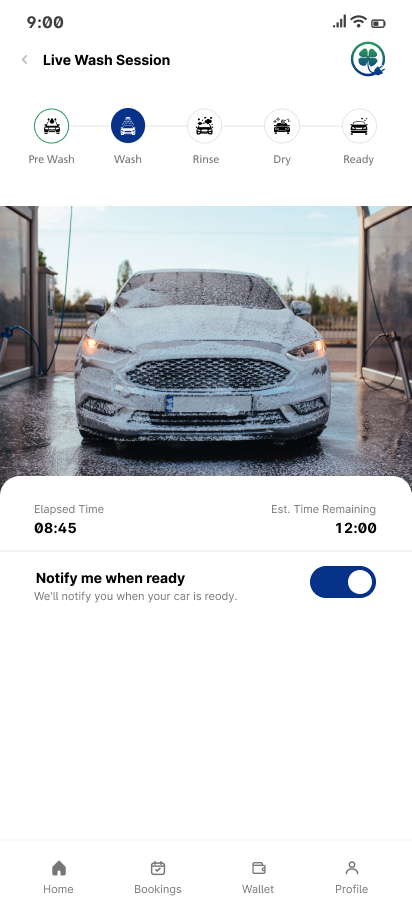 9:00
Live Wash Session
Pre Wash
Wash
Rinse
Dry
Ready
Elapsed Time
Est. Time Remaining
08:45
12:00
Notify me when ready
We'll notify you when your car is ready.
Home
Bookings
Wallet
Profile